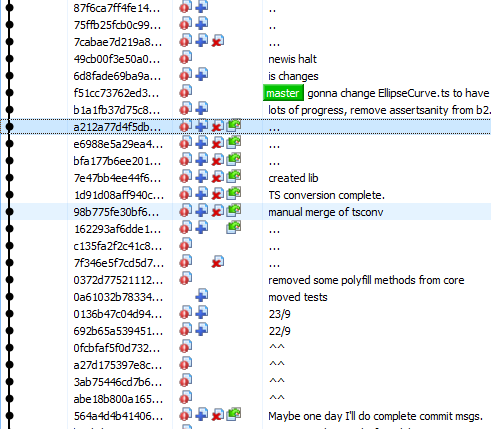 87f6ca7ff4fe14... ..
75ffb25fcb0c99... ..
7cabae7d219a8... ...
49cb00f3e50a0... newis halt
6d8fade69ba9a... is changes
f51cc73762ed3... master gonna change EllipseCurve.ts to have
b1a1fb37d75c8... lots of progress, remove assertsanity from b2.
a212a77d4f5db... ...
e6988e5a29ea4... ...
bfa177b6ee201... ...
7e47bb4ee44f6... created lib
1d91d08aff940c... TS conversion complete.
98b775fe30bf6... manual merge of tsconv
162293af6dde1... ...
c135fa2f2c41c8... ...
7f346e5f7cd5d7... ...
0372d77521112... removed some polyfill methods from core
0a61032b78334... moved tests
0136b47c04d94... 23/9
692b65a539451... 22/9
0fcbfaf5f0d732... ^^
a27d175397e8c... ^^
3ab75446cd7b6... ^^
abe18b800a165... ^^
564a4d4b41406... Maybe one day I'll do complete commit msgs.